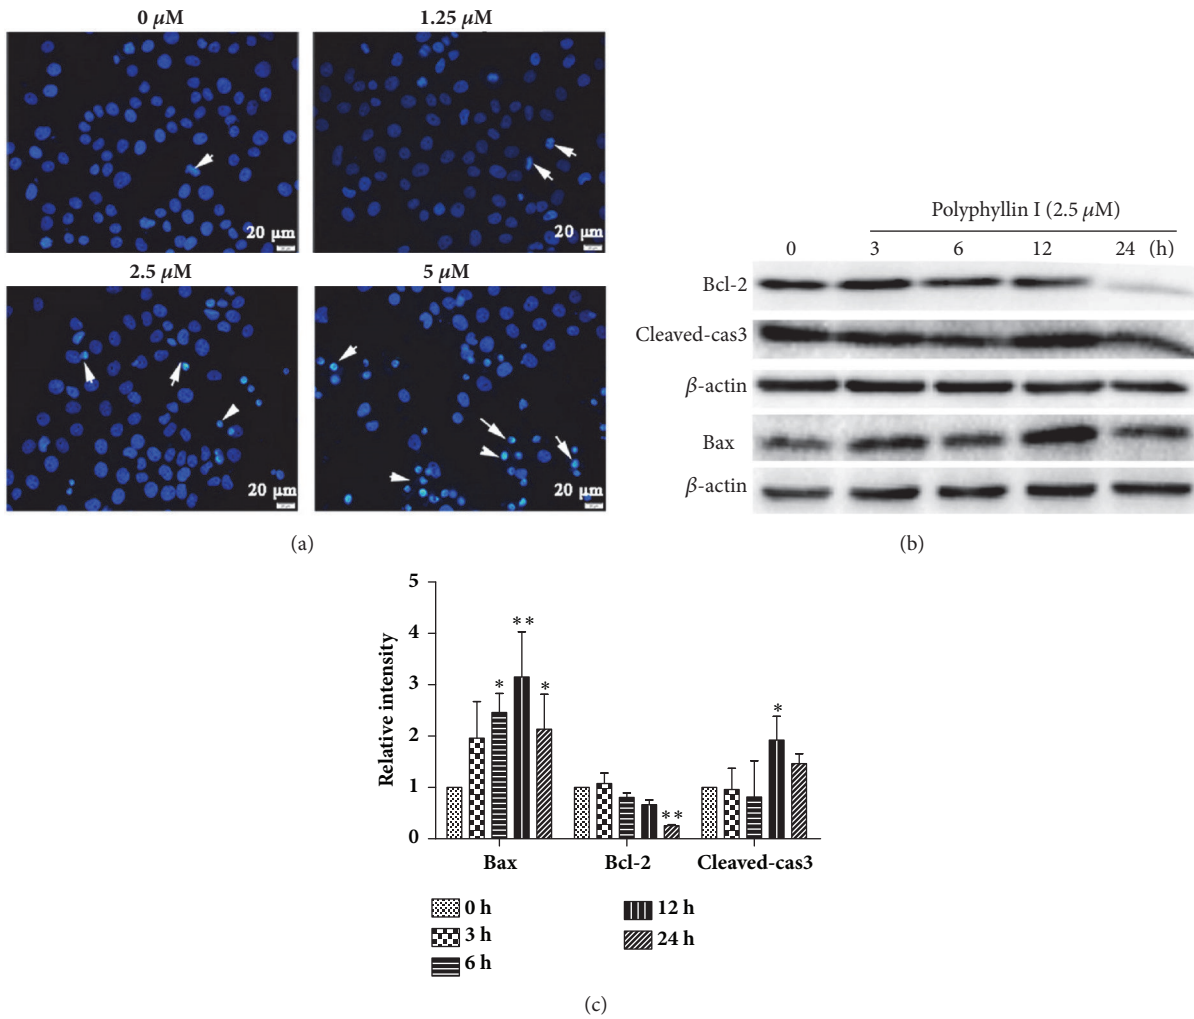 0 μM
1.25 μM
20 μm
20 μm
2.5 μM
5 μM
20 μm
20 μm
(a)
Polyphyllin I (2.5 μM)
0 3 6 12 24 (h)
Bcl-2
Cleaved-cas3
β-actin
Bax
β-actin
(b)
Relative intensity
5
4
3
2
1
0
* ** *
**
*
Bax Bcl-2 Cleaved-cas3
0 h
3 h
6 h
12 h
24 h
(c)